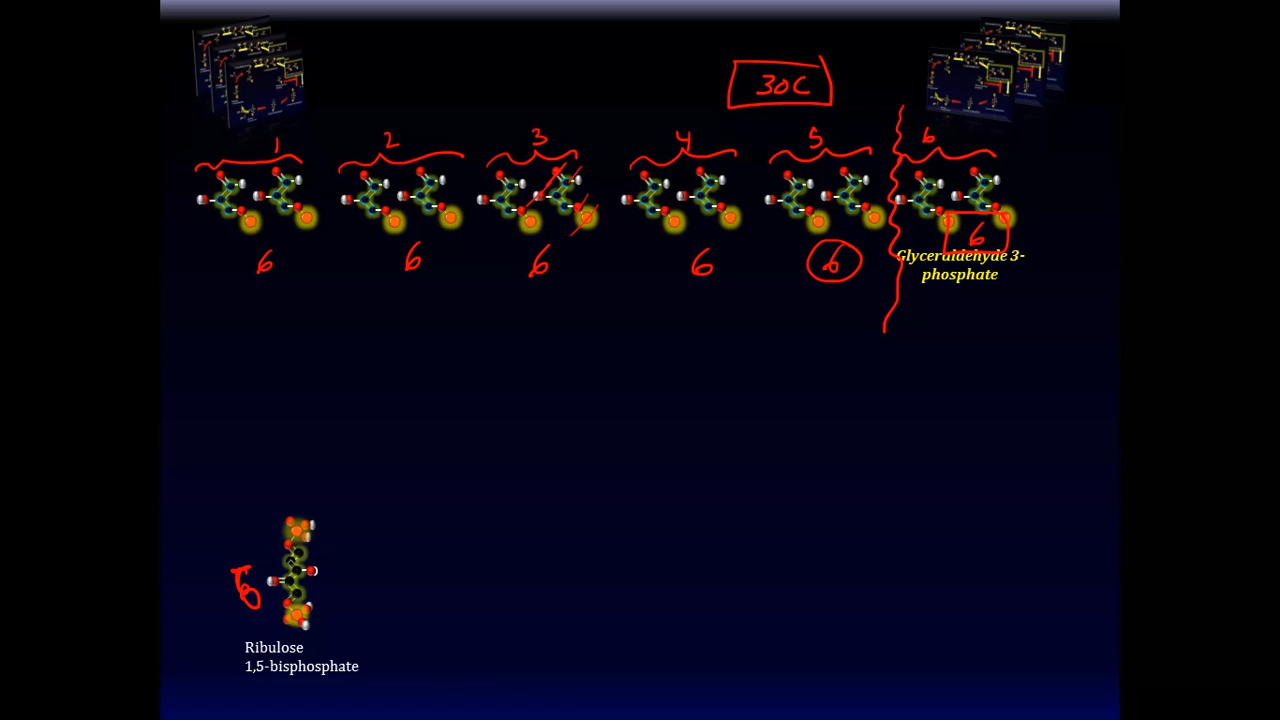 30C
1 2 3 4 5 6
6 6 6 6 6 6
Glyceraldehyde 3-
phosphate
Ribulose
1,5-bisphosphate